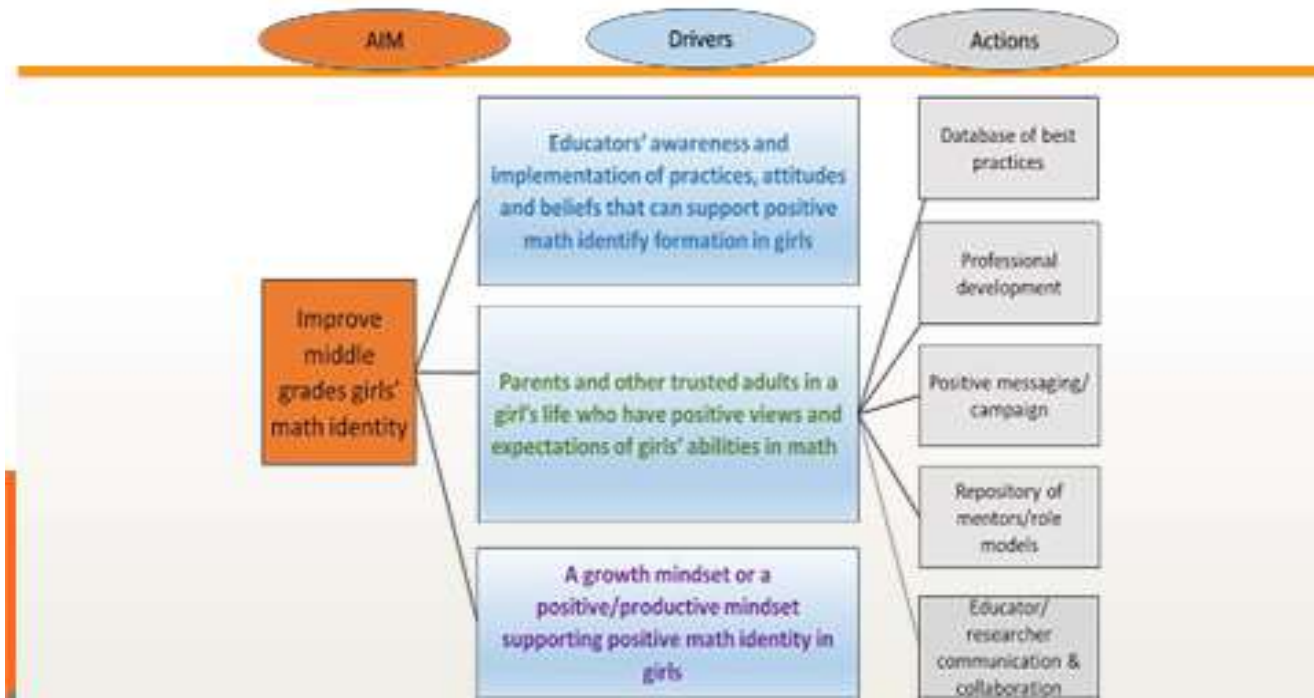 AIM
Drivers
Actions
Educators' awareness and
implementation of practices, attitudes
and beliefs that can support positive
math identify formation in girls
Improve
middle
grades girls'
math identity
Parents and other trusted adults in a
girl's life who have positive views and
expectations of girls' abilities in math
A growth mindset or a
positive/productive mindset
supporting positive math identity in
girls
Database of best
practices
Professional
development
Positive messaging/
campaign
Repository of
mentors/role
models
Educator/
researcher
communication &
collaboration